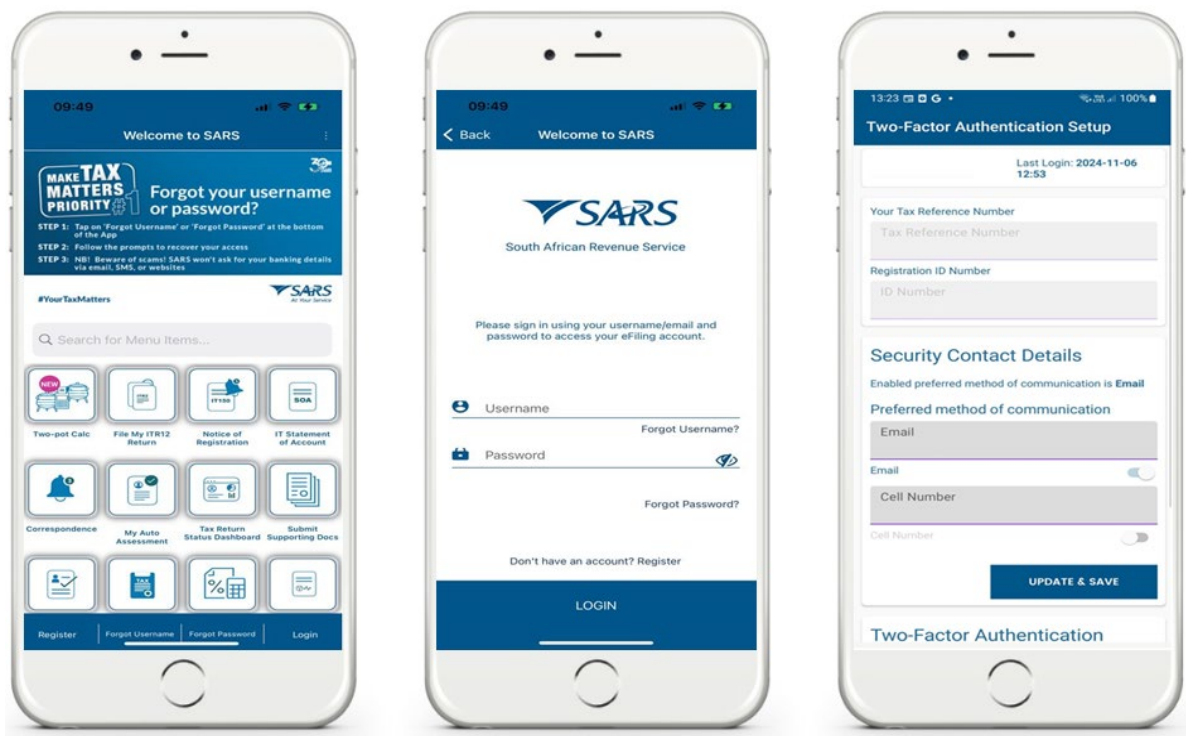 09:49
Welcome to SARS
MAKE TAX
MATTERS
PRIORITY #1
30
Forgot your username
or password?
STEP 1: Tap on 'Forgot Username' or 'Forgot Password' at the bottom
of the App
STEP 2: Follow the prompts to recover your access
STEP 3: NB! Beware of scams! SARS won't ask for your banking details
via email, SMS, or websites
#YourTaxMatters
SARS
At Your Service
Search for Menu Items...
NEW
IT150
SOA
Two-pot Calc
File My ITR12
Return
Notice of
Registration
IT Statement
of Account
Correspondence
My Auto
Assessment
Tax Return
Status Dashboard
Submit
Supporting Docs
TAX
Register
Forgot Username
Forgot Password
Login
09:49
Back
Welcome to SARS
SARS
South African Revenue Service
Please sign in using your username/email and
password to access your eFiling account.
Username
Forgot Username?
Password
Forgot Password?
Don't have an account? Register
LOGIN
13:23 G • 100%
Two-Factor Authentication Setup
Last Login: 2024-11-06
12:53
Your Tax Reference Number
Tax Reference Number
Registration ID Number
ID Number
Security Contact Details
Enabled preferred method of communication is Email
Preferred method of communication
Email
Email
Cell Number
Cell Number
UPDATE & SAVE
Two-Factor Authentication